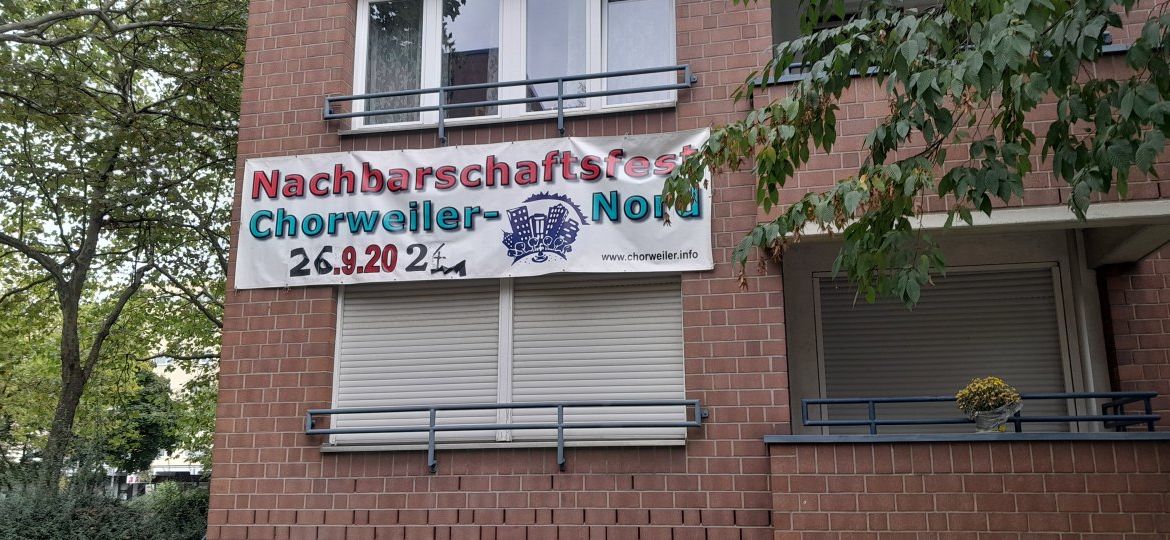 Nachbarschaftsfest
Chorweiler- Nord
26.9.2024
www.chorweiler.info